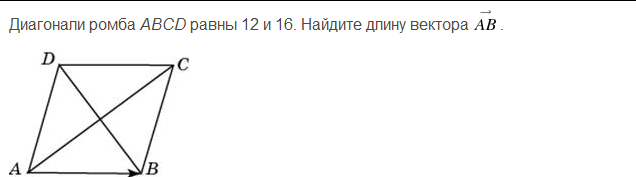 Диагонали ромба ABCD равны 12 и 16. Найдите длину вектора AB⃗ .
D
C
A
B